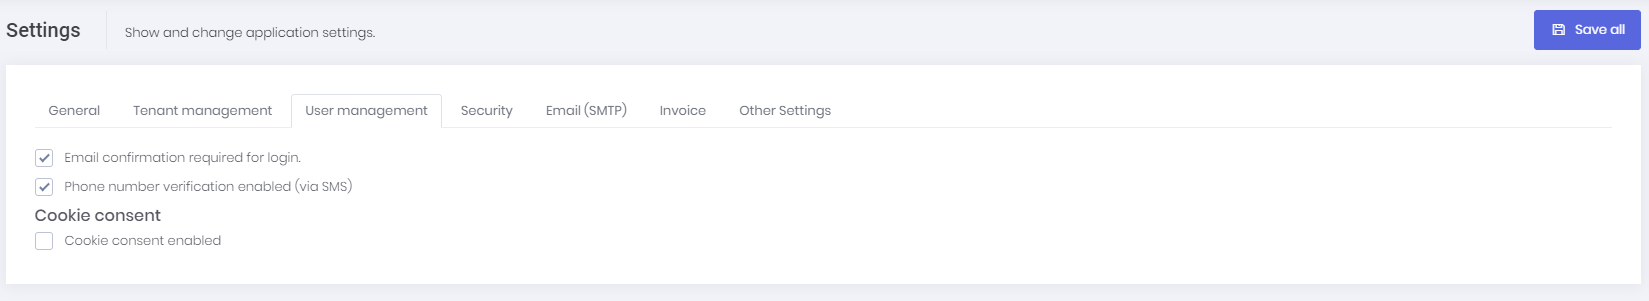 Settings
Show and change application settings.
Save all
General
Tenant management
User management
Security
Email (SMTP)
Invoice
Other Settings
Email confirmation required for login.
Phone number verification enabled (via SMS)
Cookie consent
Cookie consent enabled